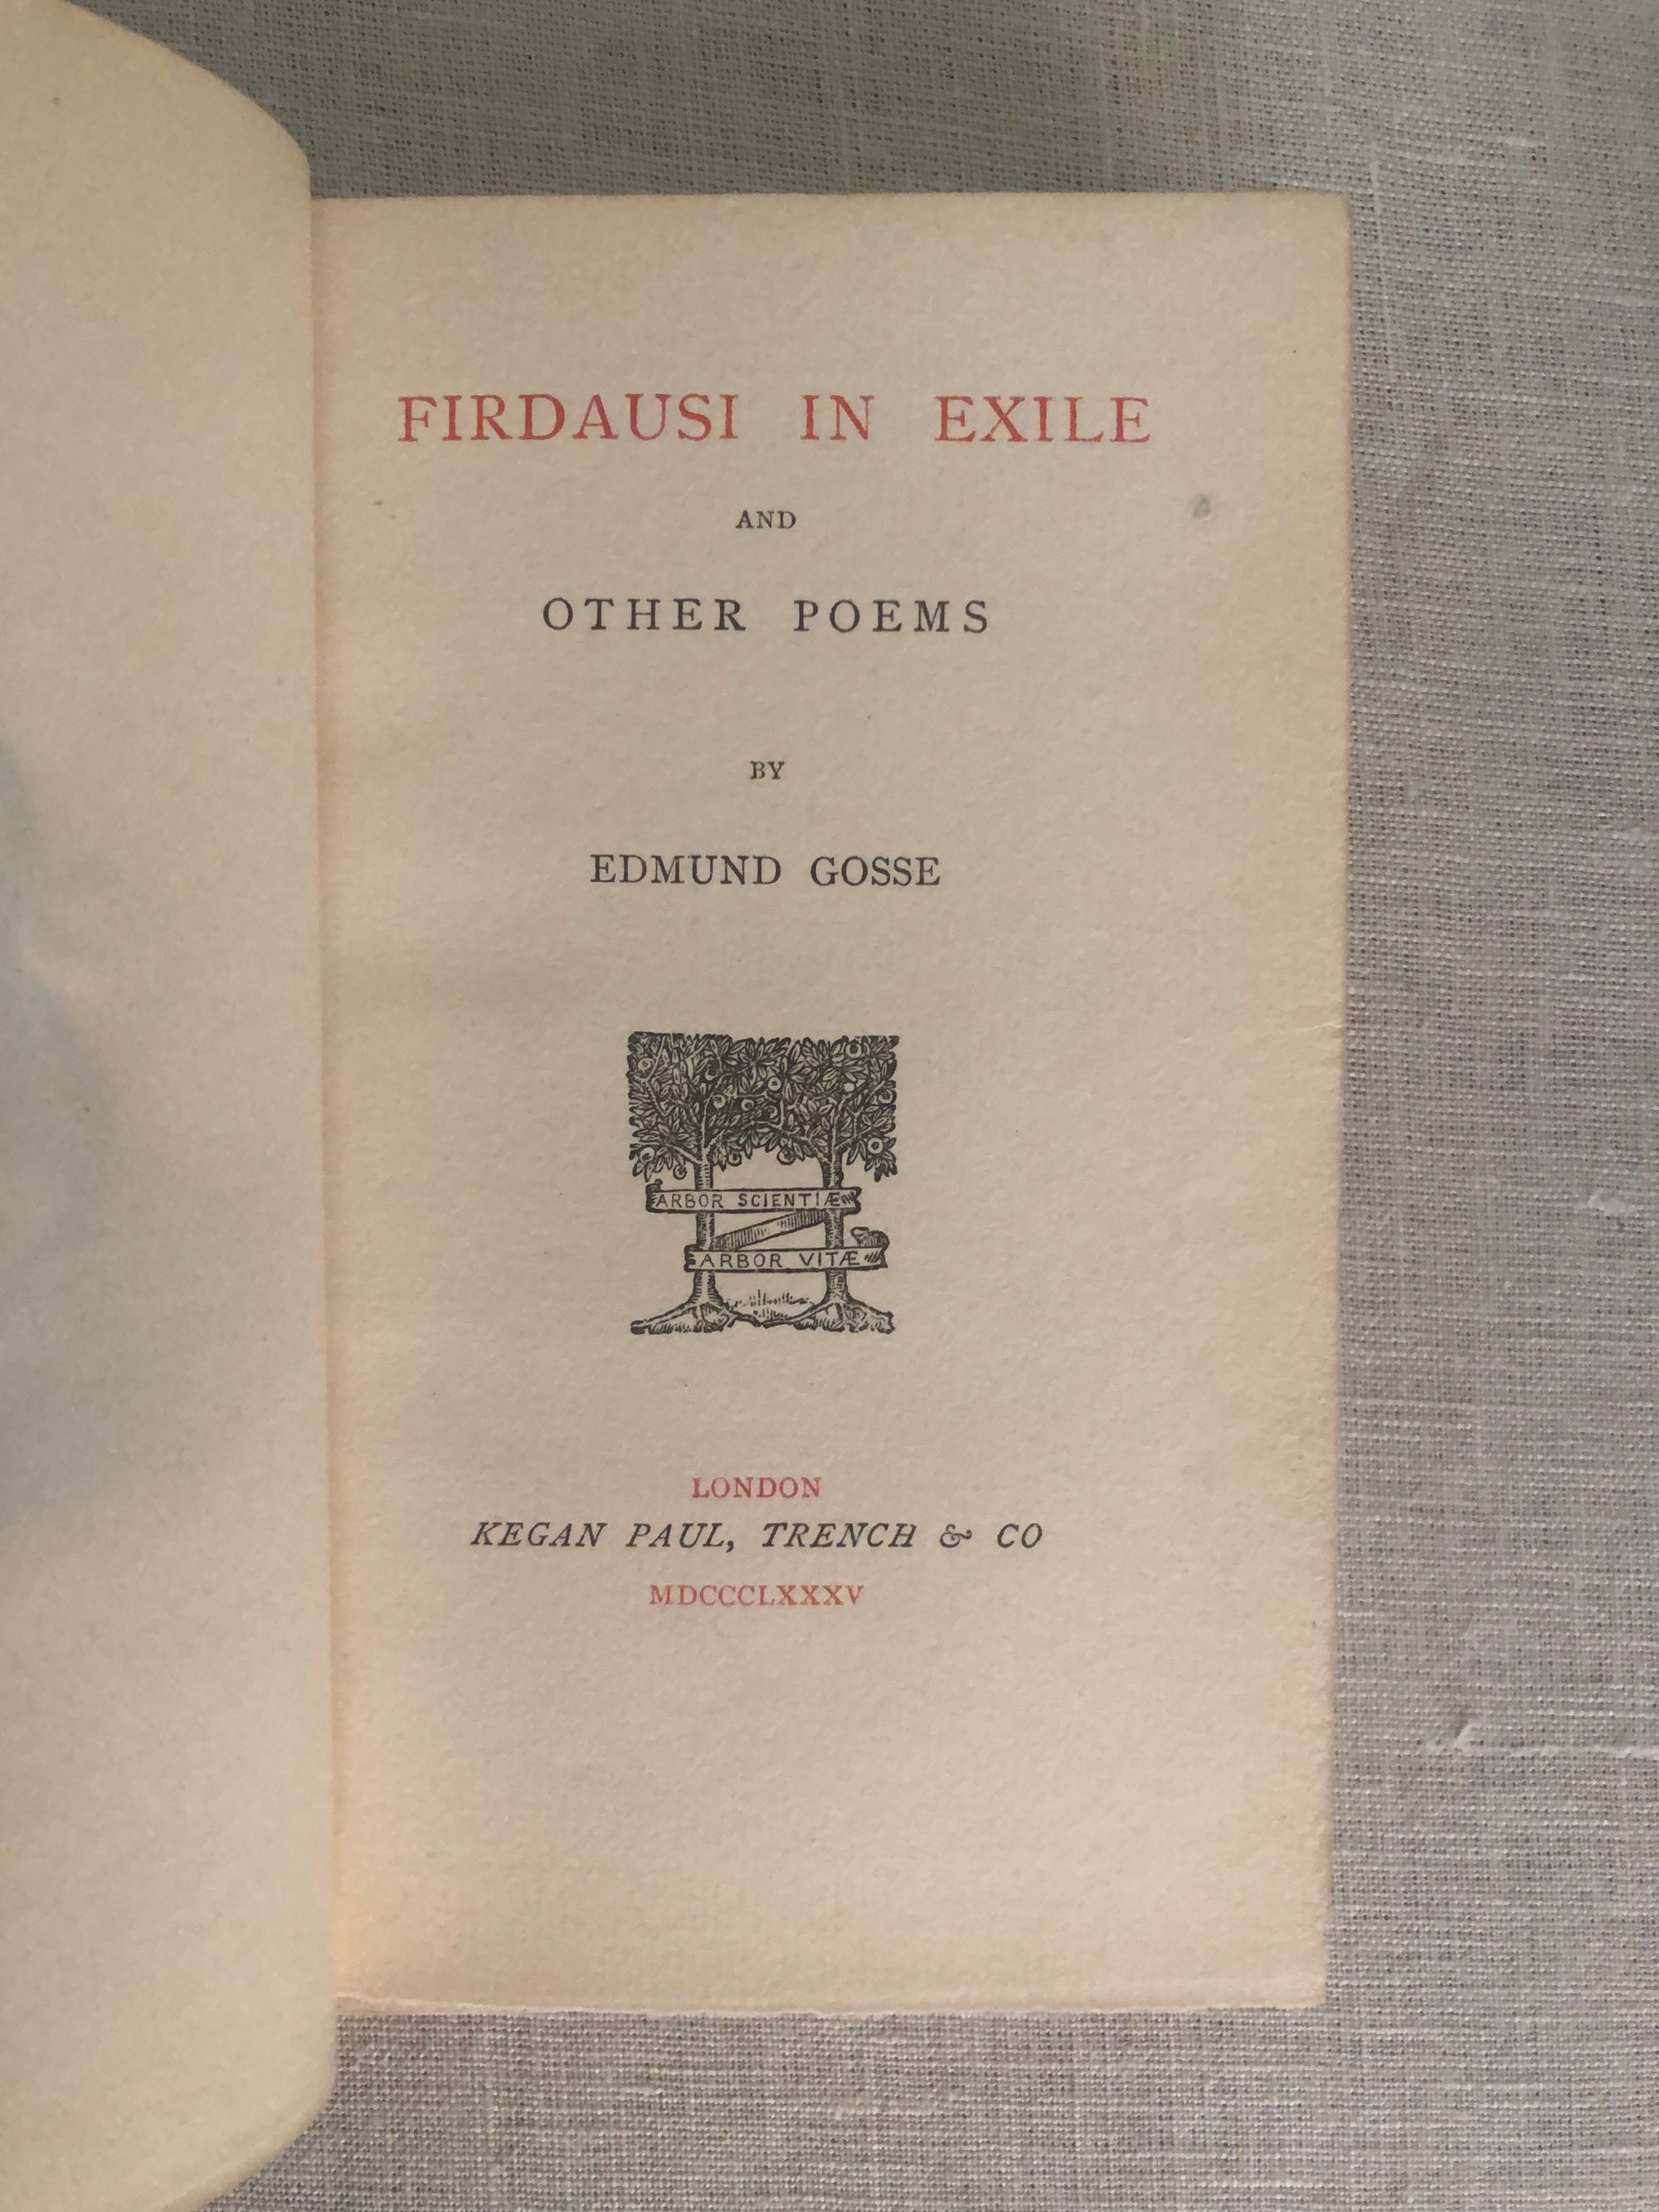 FIRDAUSI IN EXILE
AND
OTHER POEMS
BY
EDMUND GOSSE
ARBOR SCIENTIÆ
ARBOR VITÆ
LONDON
KEGAN PAUL, TRENCH & CO
MDCCCLXXXV